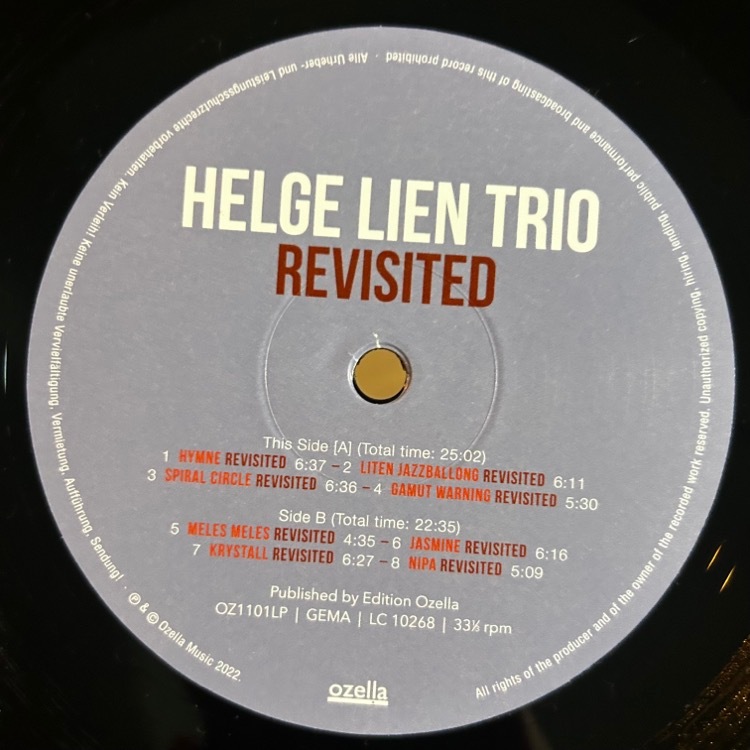 HELGE LIEN TRIO
REVISITED
This Side [A] (Total time: 25:02)
1 HYMNE REVISITED 6:37 – 2 LITEN JAZZBALLONG REVISITED 6:11
3 SPIRAL CIRCLE REVISITED 6:36 – 4 GAMUT WARNING REVISITED 5:30
Side B (Total time: 22:35)
5 MELES MELES REVISITED 4:35 – 6 JASMINE REVISITED 6:16
7 KRYSTALL REVISITED 6:27 – 8 NIPA REVISITED 5:09
Published by Edition Ozella
OZ1101LP | GEMA | LC 10268 | 33⅓ rpm
ozella
All rights of the producer and of the owner of the recorded work reserved. Unauthorized copying, hiring, lending, public performance and broadcasting of this record prohibited · Alle Urheber- und Leistungsschutzrechte vorbehalten. Kein Verleih! Keine unerlaubte Vervielfältigung, Vermietung, Aufführung, Sendung! · ℗ & © Ozella Music 2022.